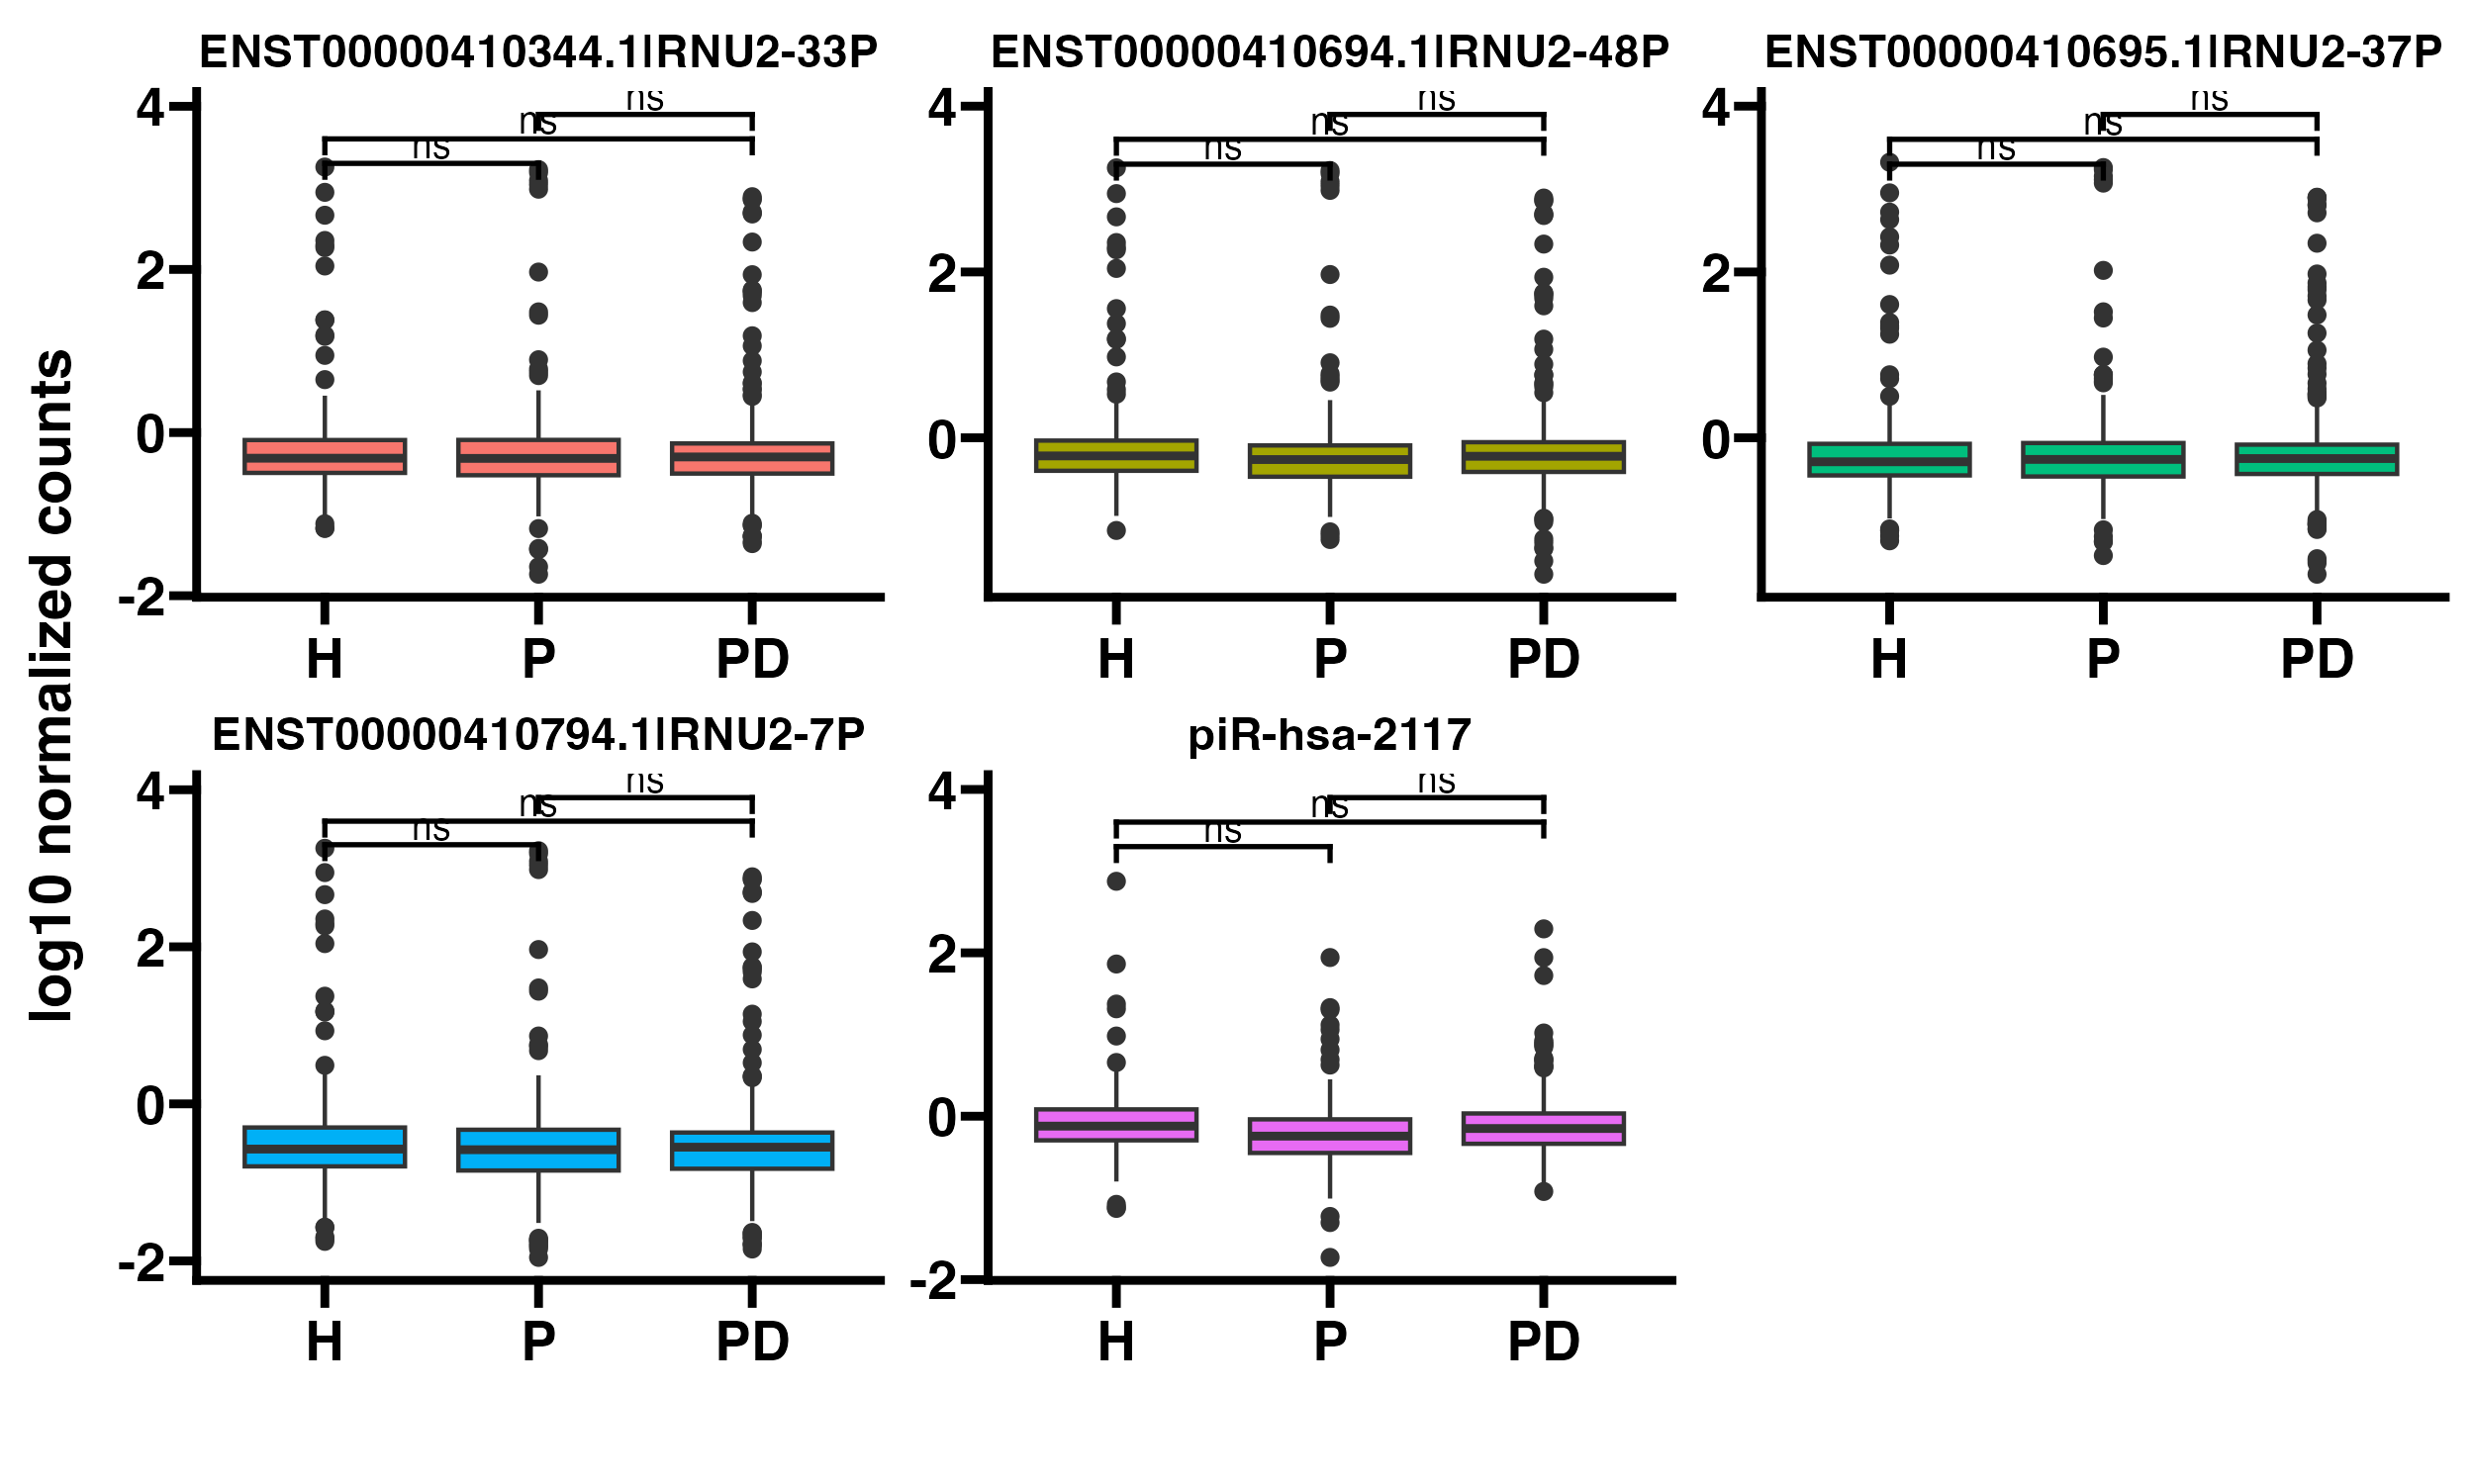 ENST00000410344.1|RNU2-33P
ENST00000410694.1|RNU2-48P
ENST00000410695.1|RNU2-37P
log10 normalized counts
4
2
0
-2
ns
ns
ns
H
P
PD
4
2
0
ns
ns
ns
H
P
PD
4
2
0
ns
ns
ns
H
P
PD
ENST00000410794.1|RNU2-7P
piR-hsa-2117
4
2
0
-2
ns
ns
ns
H
P
PD
4
2
0
-2
ns
ns
ns
H
P
PD